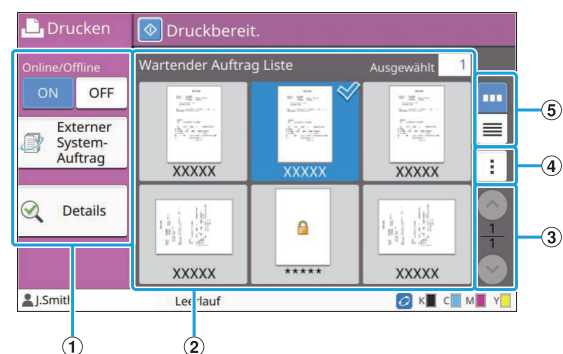 Drucken
Druckbereit.
Online/Offline
ON OFF
Externer
System-
Auftrag
Details
Wartender Auftrag Liste
Ausgewählt 1
XXXXX XXXXX XXXXX
XXXXX ***** XXXXX
1
1
J.Smith
Leerlauf
K C M Y
5
4
3
1 2